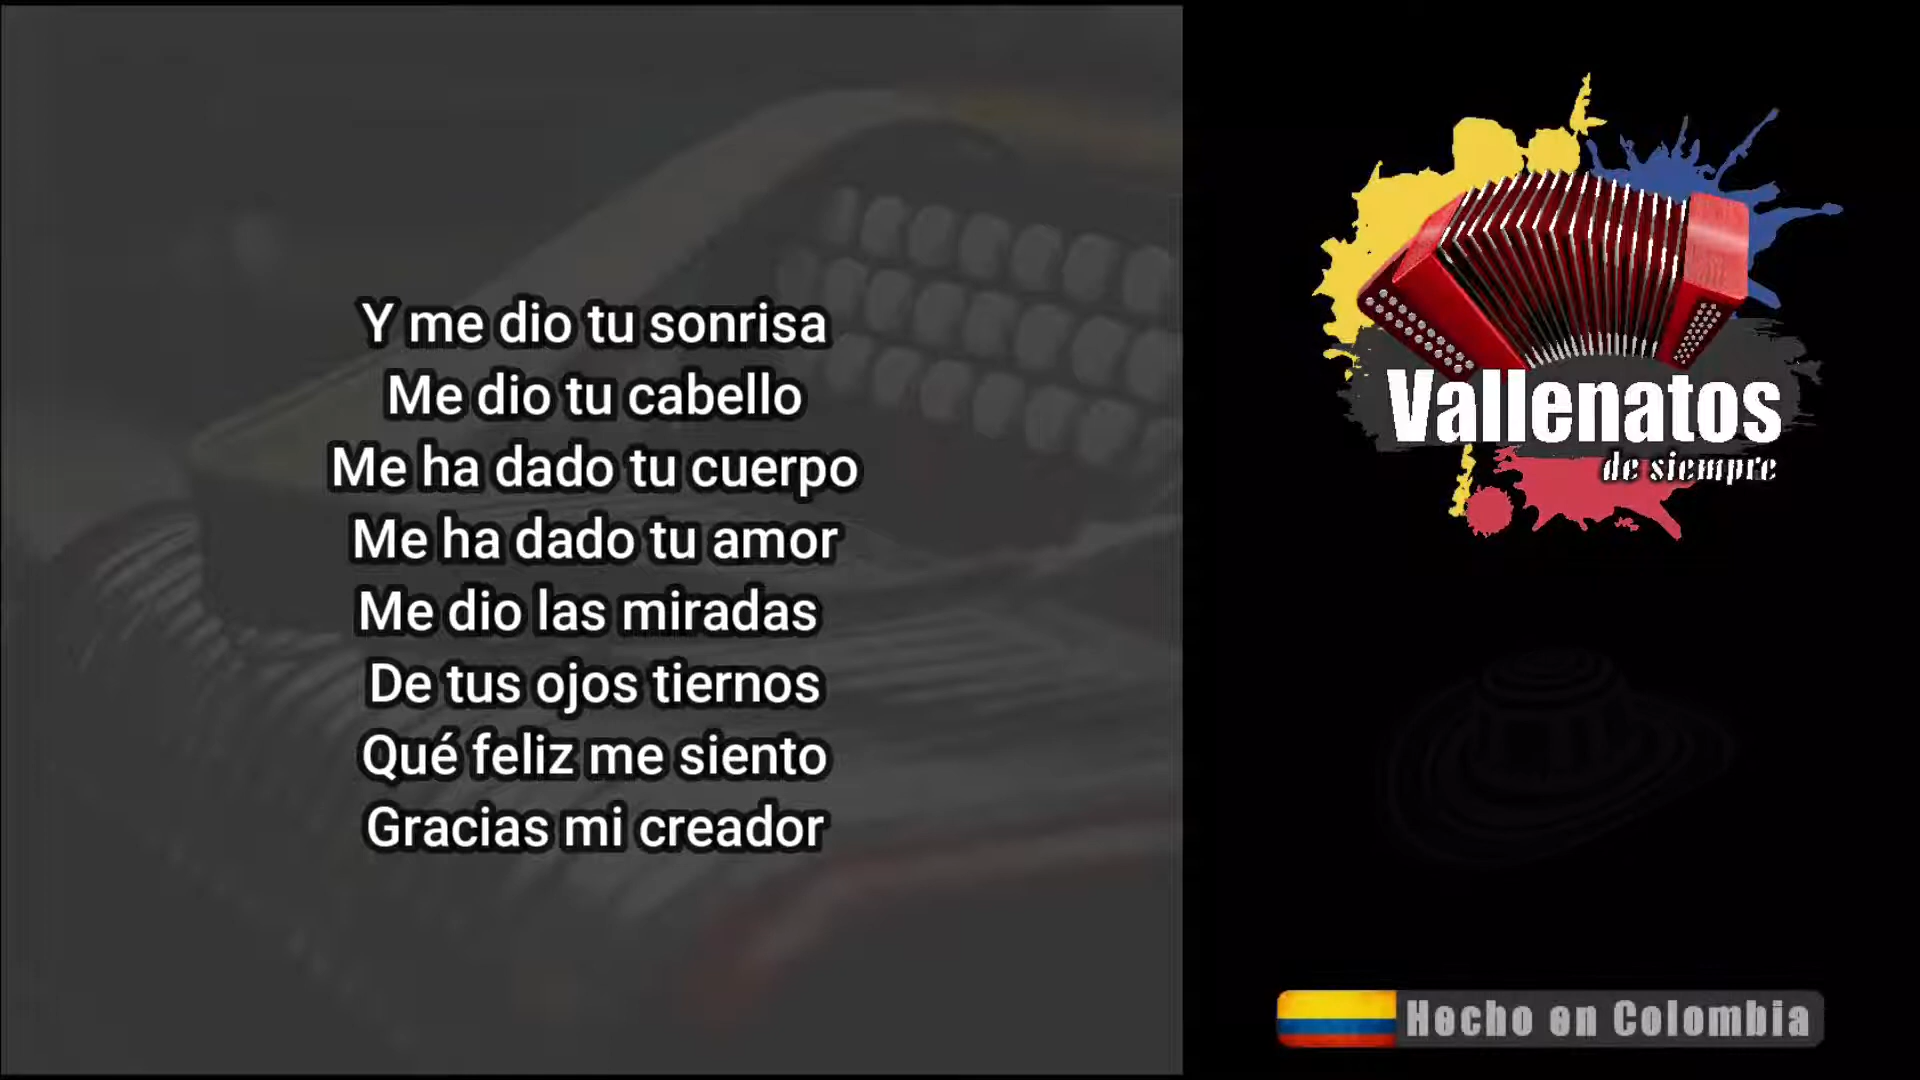 Y me dio tu sonrisa
Me dio tu cabello
Me ha dado tu cuerpo
Me ha dado tu amor
Me dio las miradas
De tus ojos tiernos
Qué feliz me siento
Gracias mi creador
Vallenatos
de siempre
Hecho en Colombia